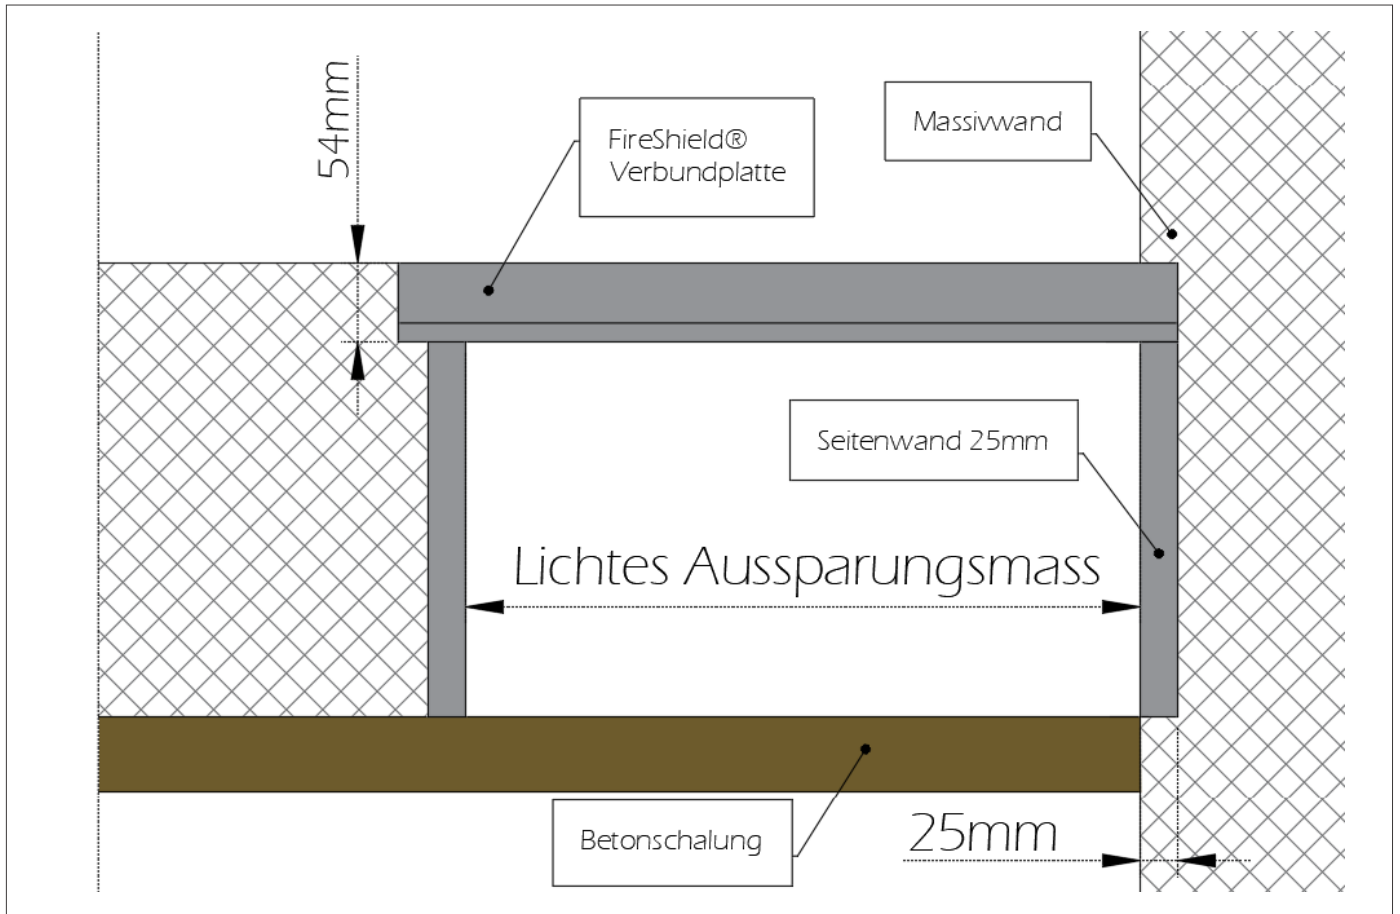 54mm
FireShield®
Verbundplatte
Massivwand
Seitenwand 25mm
Lichtes Aussparungsmass
Betonschalung
25mm